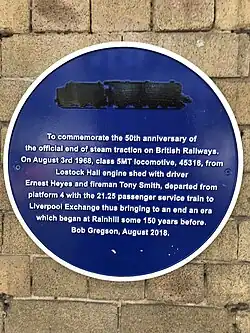 To commemorate the 50th anniversary of
the official end of steam traction on British Railways.
On August 3rd 1968, class 5MT locomotive, 45318, from
Lostock Hall engine shed with driver
Ernest Heyes and fireman Tony Smith, departed from
platform 4 with the 21.25 passenger service train to
Liverpool Exchange thus bringing to an end an era
which began at Rainhill some 150 years before.
Bob Gregson, August 2018.